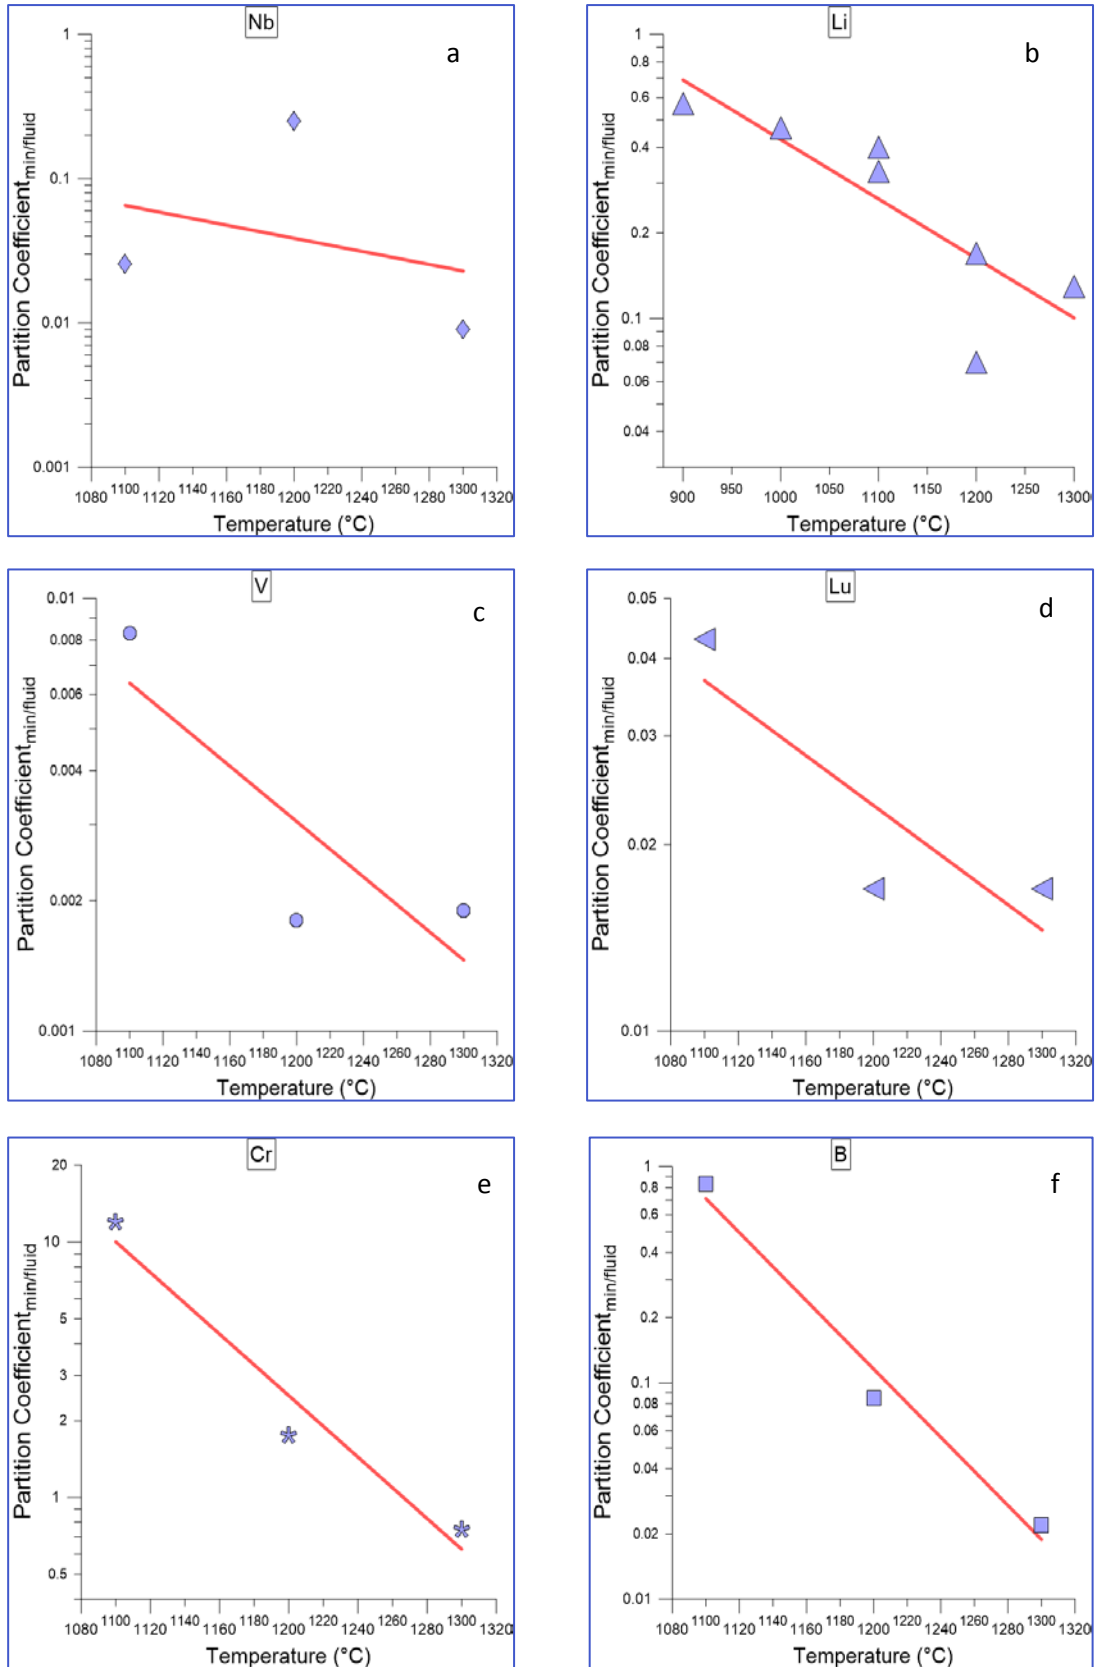 Nb
a
Partition Coefficient min/fluid
1
0.1
0.01
0.001
1080 1100 1120 1140 1160 1180 1200 1220 1240 1260 1280 1300 1320
Temperature (°C)
Li
b
Partition Coefficient min/fluid
1
0.8
0.6
0.4
0.2
0.1
0.08
0.06
0.04
900 950 1000 1050 1100 1150 1200 1250 1300
Temperature (°C)
V
c
Partition Coefficient min/fluid
0.01
0.008
0.006
0.004
0.002
0.001
1080 1100 1120 1140 1160 1180 1200 1220 1240 1260 1280 1300 1320
Temperature (°C)
Lu
d
Partition Coefficient min/fluid
0.05
0.04
0.03
0.02
0.01
1080 1100 1120 1140 1160 1180 1200 1220 1240 1260 1280 1300 1320
Temperature (°C)
Cr
e
Partition Coefficient min/fluid
20
10
5
3
2
1
0.5
1080 1100 1120 1140 1160 1180 1200 1220 1240 1260 1280 1300 1320
Temperature (°C)
B
f
Partition Coefficient min/fluid
1
0.8
0.6
0.4
0.2
0.1
0.08
0.04
0.02
0.01
1080 1100 1120 1140 1160 1180 1200 1220 1240 1260 1280 1300 1320
Temperature (°C)